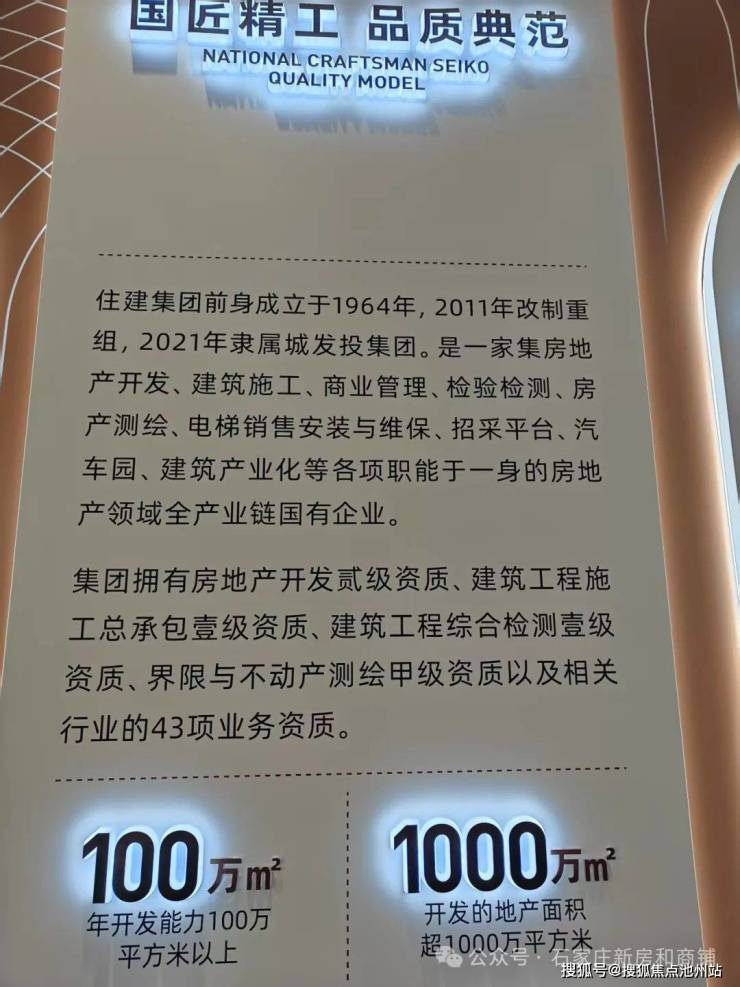 国匠精工 品质典范
NATIONAL CRAFTSMAN SEIKO
QUALITY MODEL
住建集团前身成立于1964年，2011年改制重
组，2021年隶属城发投集团。是一家集房地
产开发、建筑施工、商业管理、检验检测、房
产测绘、电梯销售安装与维保、招采平台、汽
车园、建筑产业化等各项职能于一身的房地
产领域全产业链国有企业。
集团拥有房地产开发贰级资质、建筑工程施
工总承包壹级资质、建筑工程综合检测壹级
资质、界限与不动产测绘甲级资质以及相关
行业的43项业务资质。
100万m²
年开发能力100万
平方米以上
1000万m²
开发的地产面积
超1000万平方米
公众号·石家庄新房和商铺
搜狐号@搜狐焦点池州站